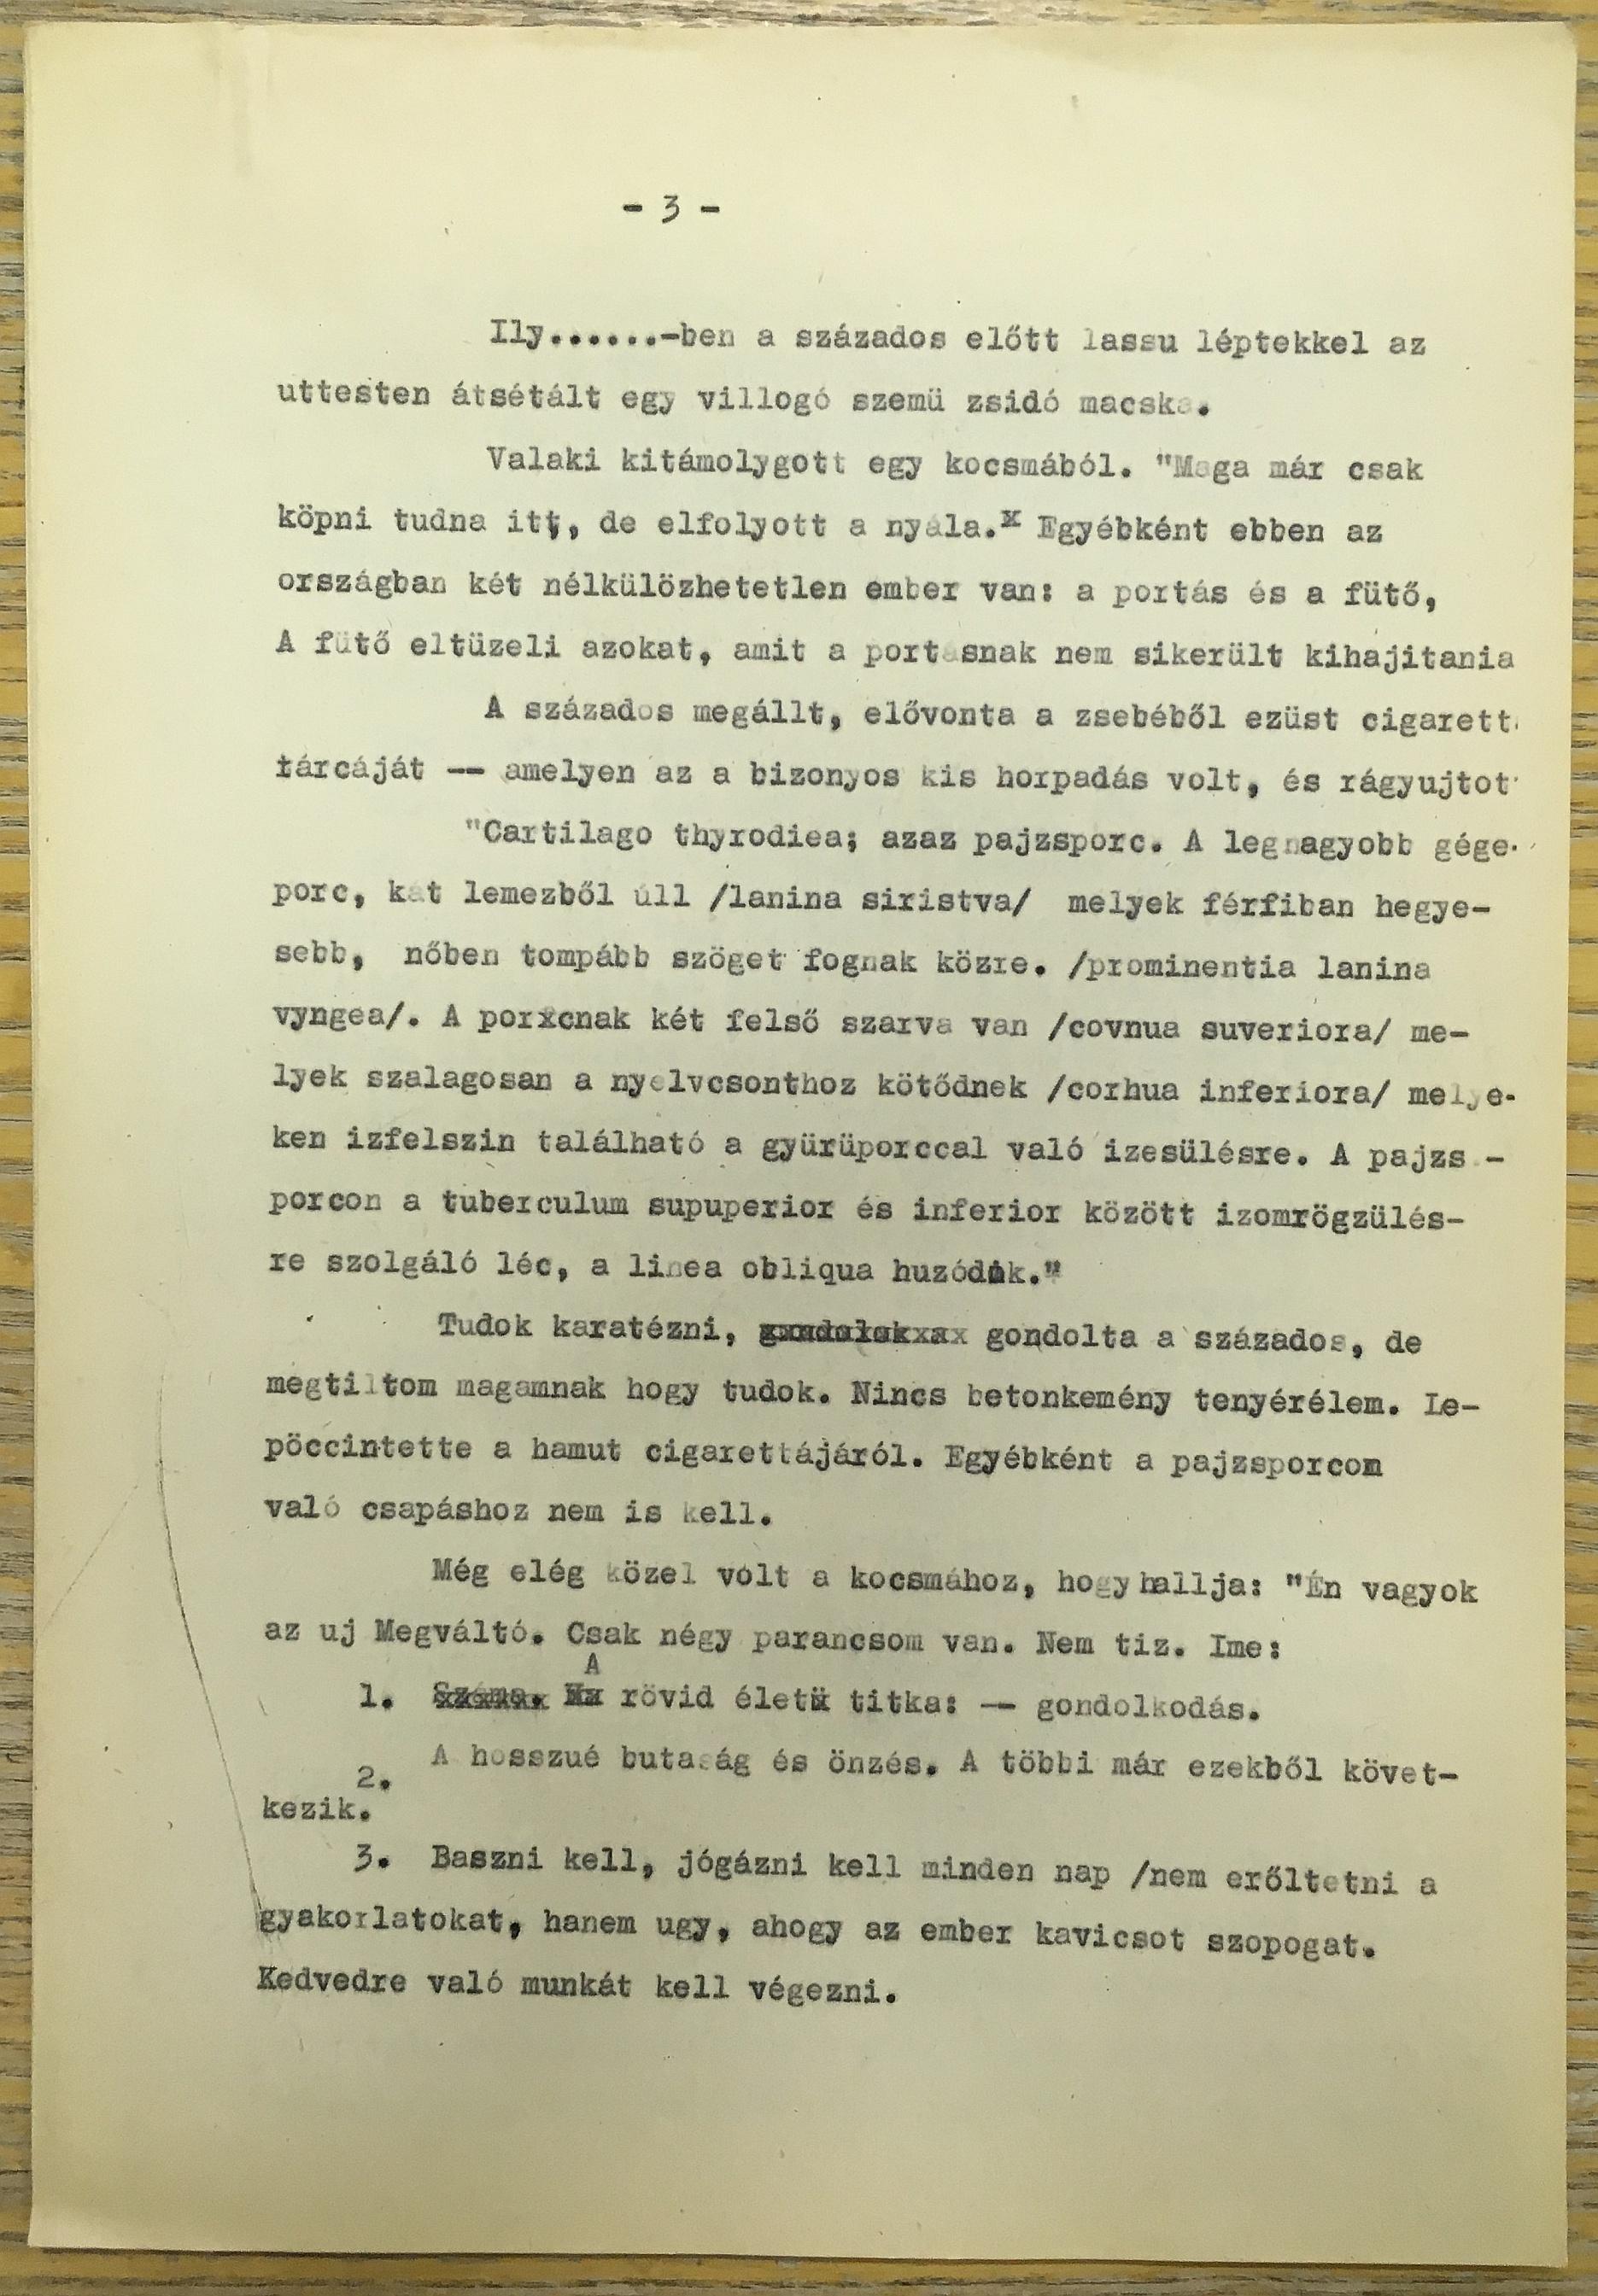 - 3 -
Ily......-ben a százados előtt lassu léptekkel az
uttesten átsétált egy villogó szemü zsidó macska.
Valaki kitámolygott egy kocsmából. "Maga már csak
köpni tudna itt, de elfolyott a nyála.x Egyébként ebben az
országban két nélkülözhetetlen ember van: a portás és a fütő,
A fütő eltüzeli azokat, amit a portásnak nem sikerült kihajitania
A százados megállt, elővonta a zsebéből ezüst cigarett
tárcáját -- amelyen az a bizonyos kis horpadás volt, és rágyujtot
"Cartilago thyrodiea; azaz pajzsporc. A legnagyobb gége-
porc, kát lemezből áll /lanina siristva/ melyek férfiban hegye-
sebb, nőben tompább szöget fognak közre. /prominentia lanina
vyngea/. A porxcnak két felső szarva van /covnua suveriora/ me-
lyek szalagosan a nyelvcsonthoz kötődnek /corhua inferiora/ melye-
ken izfelszin található a gyürüporccal való izesülésre. A pajzs -
porcon a tuberculum supuperior és inferior között izomrögzülés-
re szolgáló léc, a linea obliqua huzódik."
Tudok karatézni, gondolta a százados, de
megtiltom magamnak hogy tudok. Nincs betonkemény tenyérélem. Le-
pöccintette a hamut cigarettájáról. Egyébként a pajzsporcon
való csapáshoz nem is kell.
Még elég közel volt a kocsmához, hogy hallja: "Én vagyok
az uj Megváltó. Csak négy parancsom van. Nem tiz. Ime:
1. A rövid életü titka: -- gondolkodás.
2. A hosszué butaság és önzés. A többi már ezekből követ-
kezik.
3. Baszni kell, jógázni kell minden nap /nem erőltetni a
gyakorlatokat, hanem ugy, ahogy az ember kavicsot szopogat.
Kedvedre való munkát kell végezni.